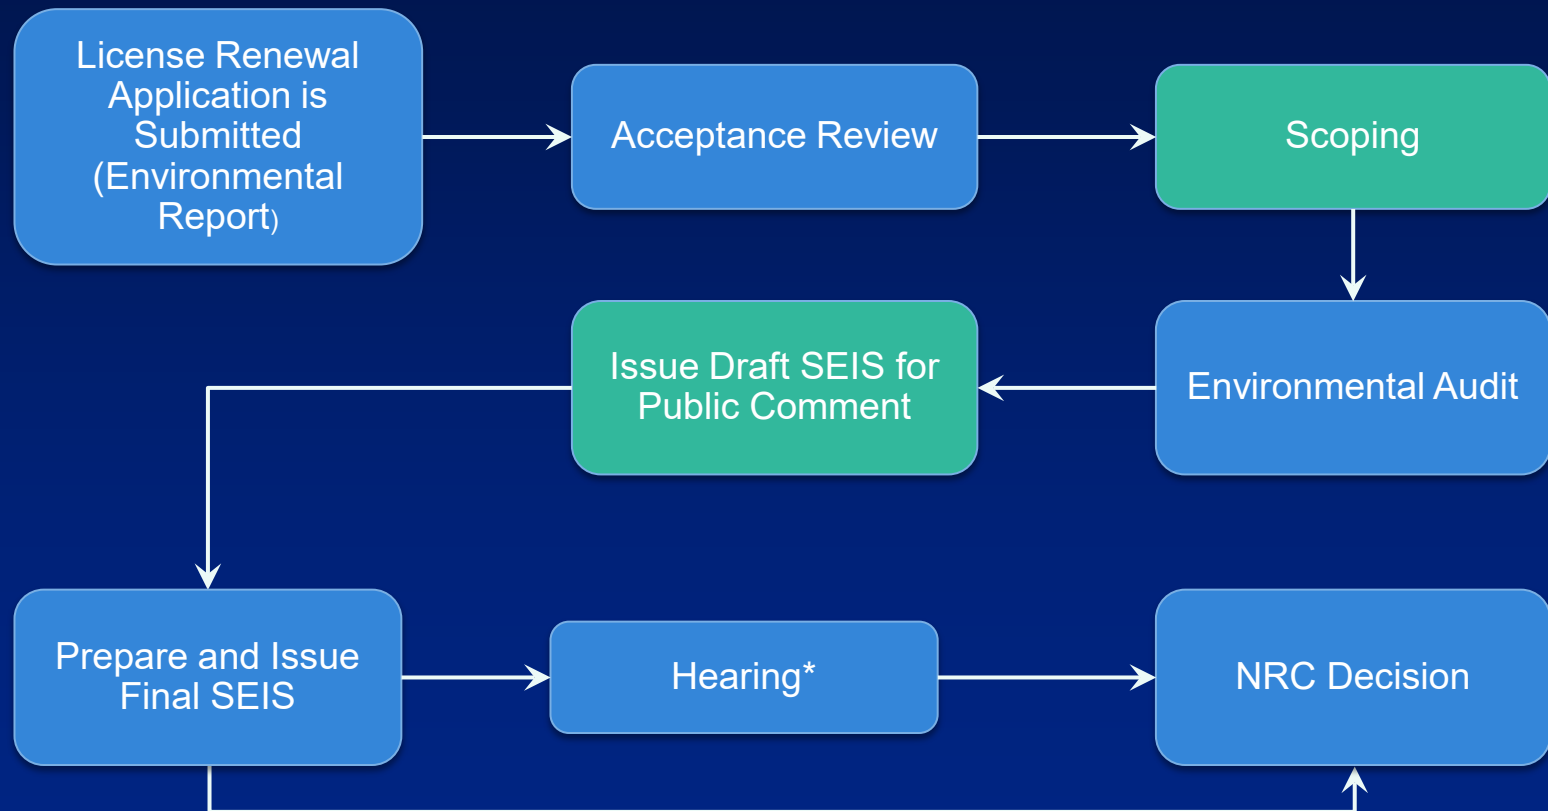 License Renewal
Application is
Submitted
(Environmental
Report)
Acceptance Review
Scoping
Issue Draft SEIS for
Public Comment
Environmental Audit
Prepare and Issue
Final SEIS
Hearing*
NRC Decision